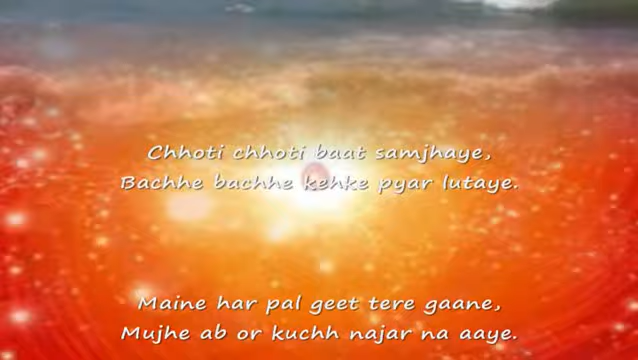 Chhoti chhoti baat samjhaye,
Bachhe bachhe kehke pyar lutaye.
Maine har pal geet tere gaane,
Mujhe ab or kuchh najar na aaye.